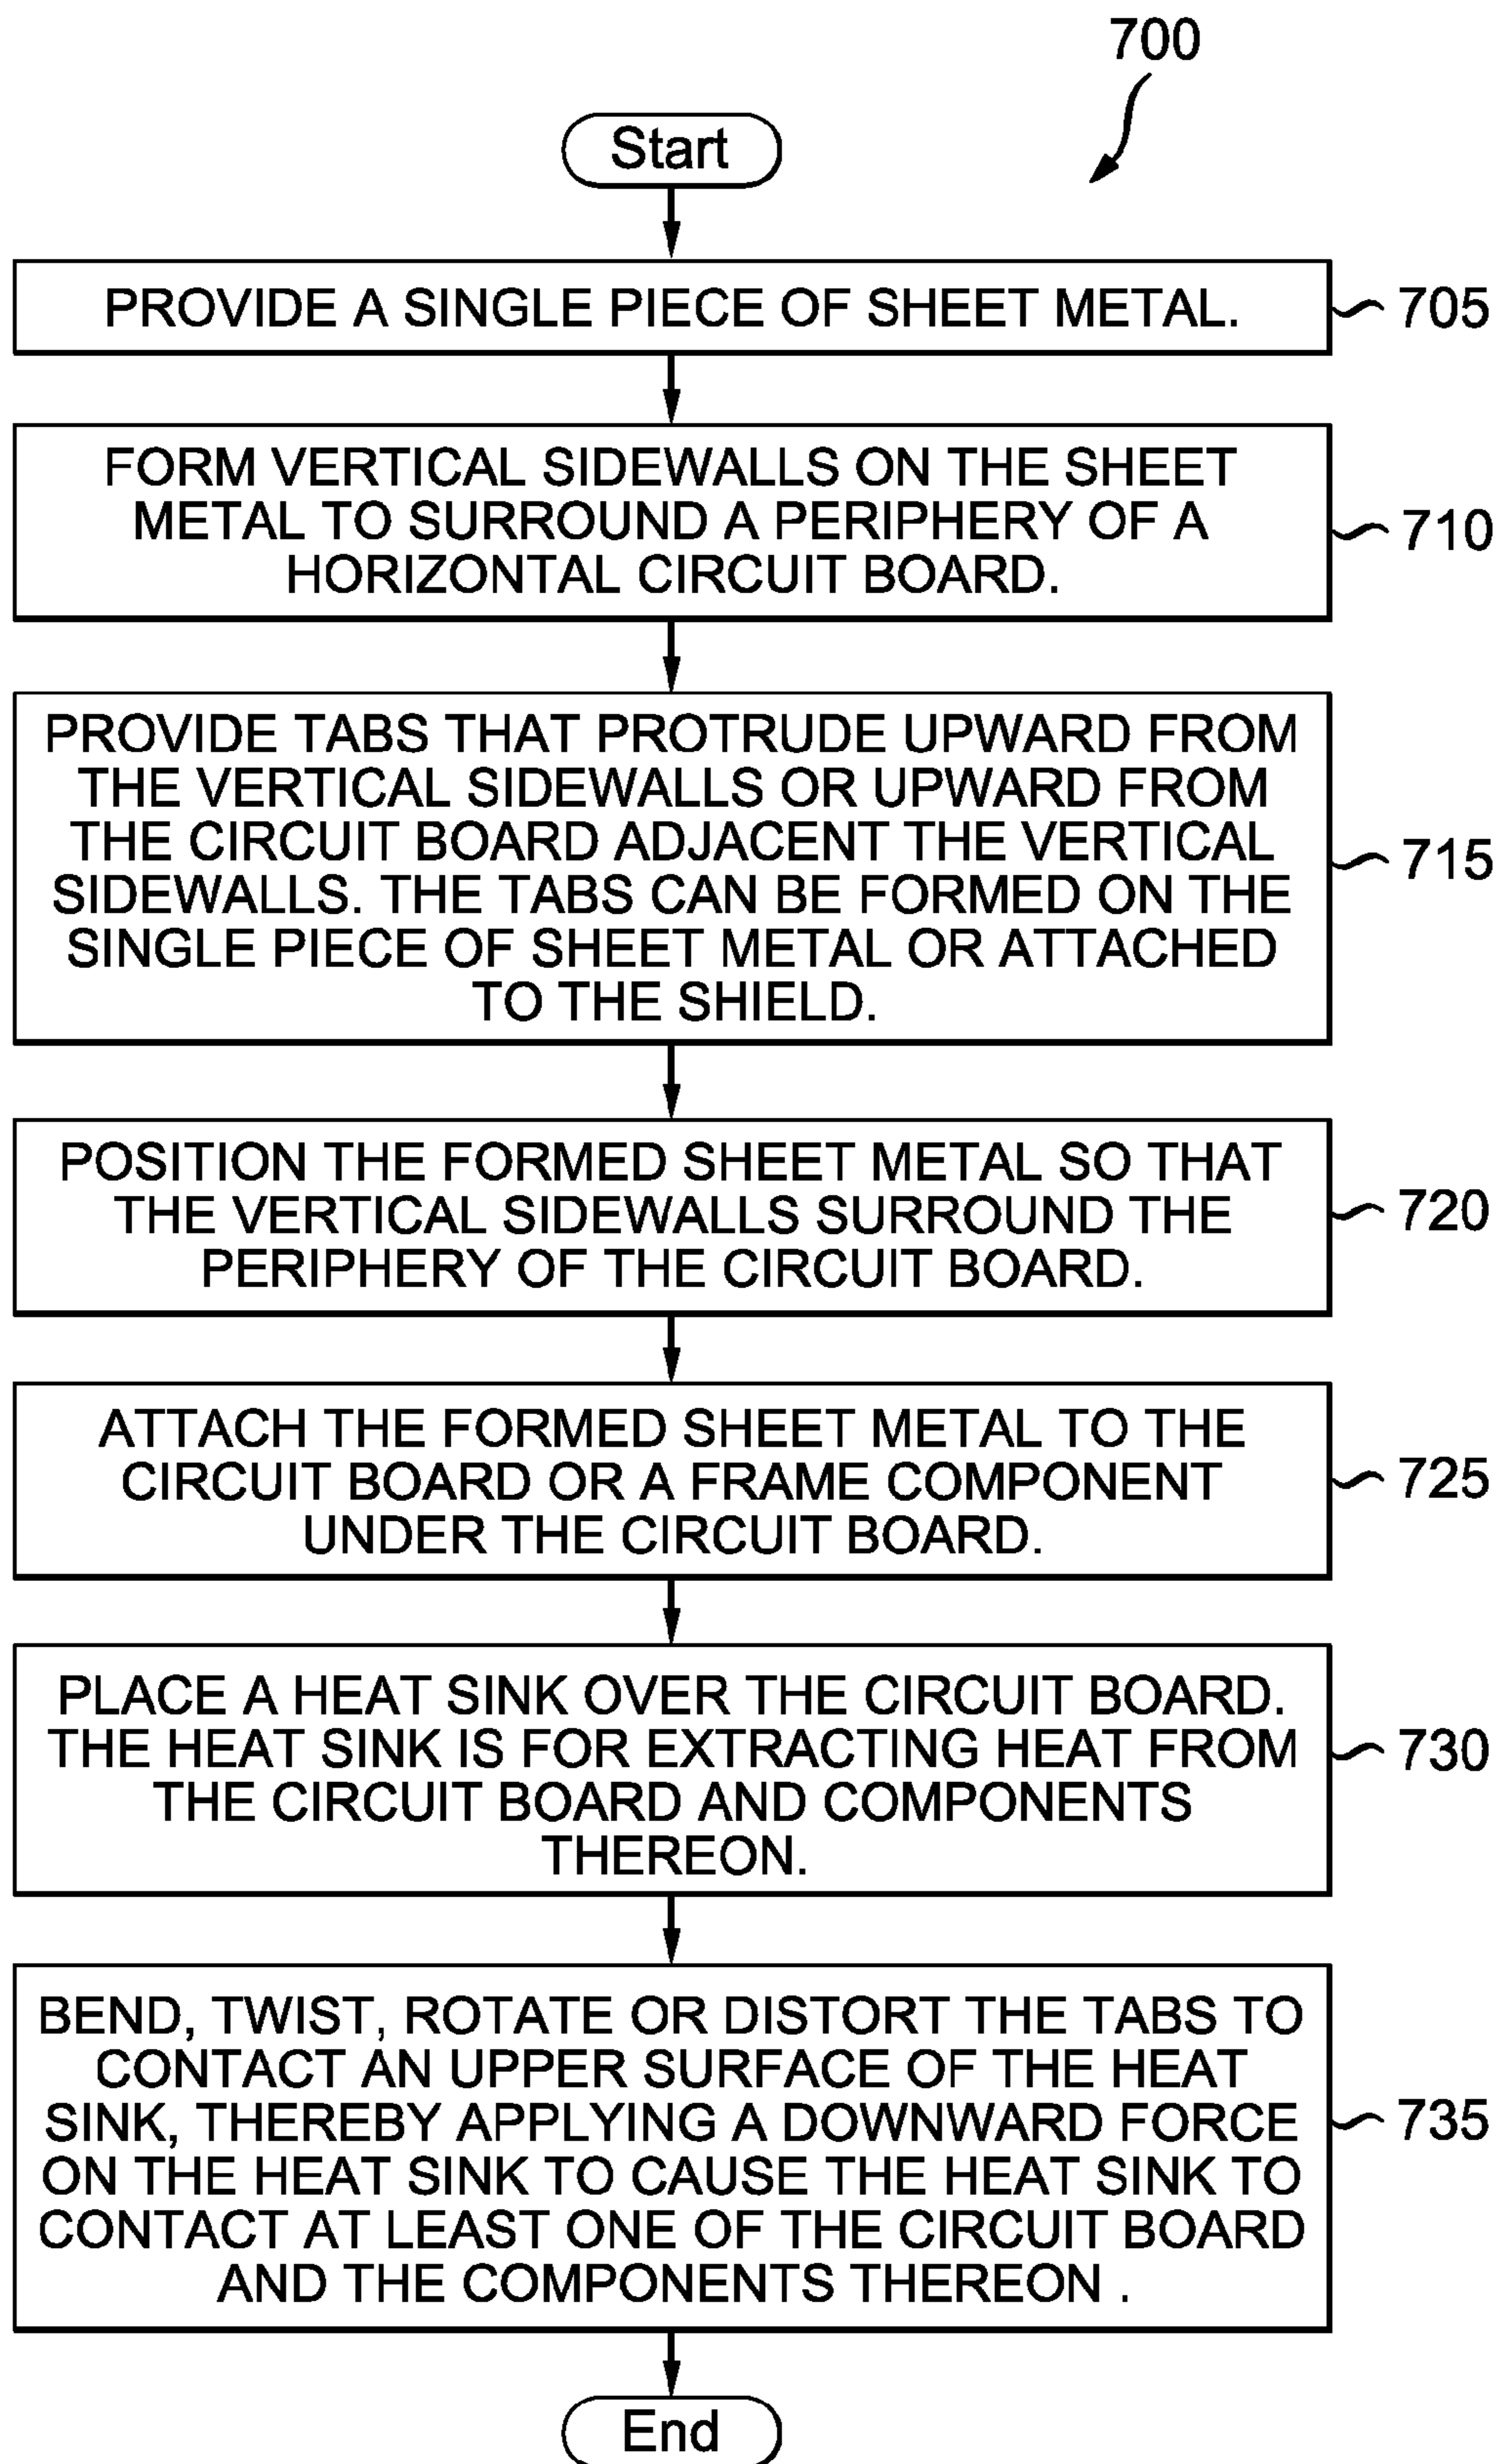 700
Start
PROVIDE A SINGLE PIECE OF SHEET METAL.
705
FORM VERTICAL SIDEWALLS ON THE SHEET
METAL TO SURROUND A PERIPHERY OF A
HORIZONTAL CIRCUIT BOARD.
710
PROVIDE TABS THAT PROTRUDE UPWARD FROM
THE VERTICAL SIDEWALLS OR UPWARD FROM
THE CIRCUIT BOARD ADJACENT THE VERTICAL
SIDEWALLS. THE TABS CAN BE FORMED ON THE
SINGLE PIECE OF SHEET METAL OR ATTACHED
TO THE SHIELD.
715
POSITION THE FORMED SHEET METAL SO THAT
THE VERTICAL SIDEWALLS SURROUND THE
PERIPHERY OF THE CIRCUIT BOARD.
720
ATTACH THE FORMED SHEET METAL TO THE
CIRCUIT BOARD OR A FRAME COMPONENT
UNDER THE CIRCUIT BOARD.
725
PLACE A HEAT SINK OVER THE CIRCUIT BOARD.
THE HEAT SINK IS FOR EXTRACTING HEAT FROM
THE CIRCUIT BOARD AND COMPONENTS
THEREON.
730
BEND, TWIST, ROTATE OR DISTORT THE TABS TO
CONTACT AN UPPER SURFACE OF THE HEAT
SINK, THEREBY APPLYING A DOWNWARD FORCE
ON THE HEAT SINK TO CAUSE THE HEAT SINK TO
CONTACT AT LEAST ONE OF THE CIRCUIT BOARD
AND THE COMPONENTS THEREON .
735
End